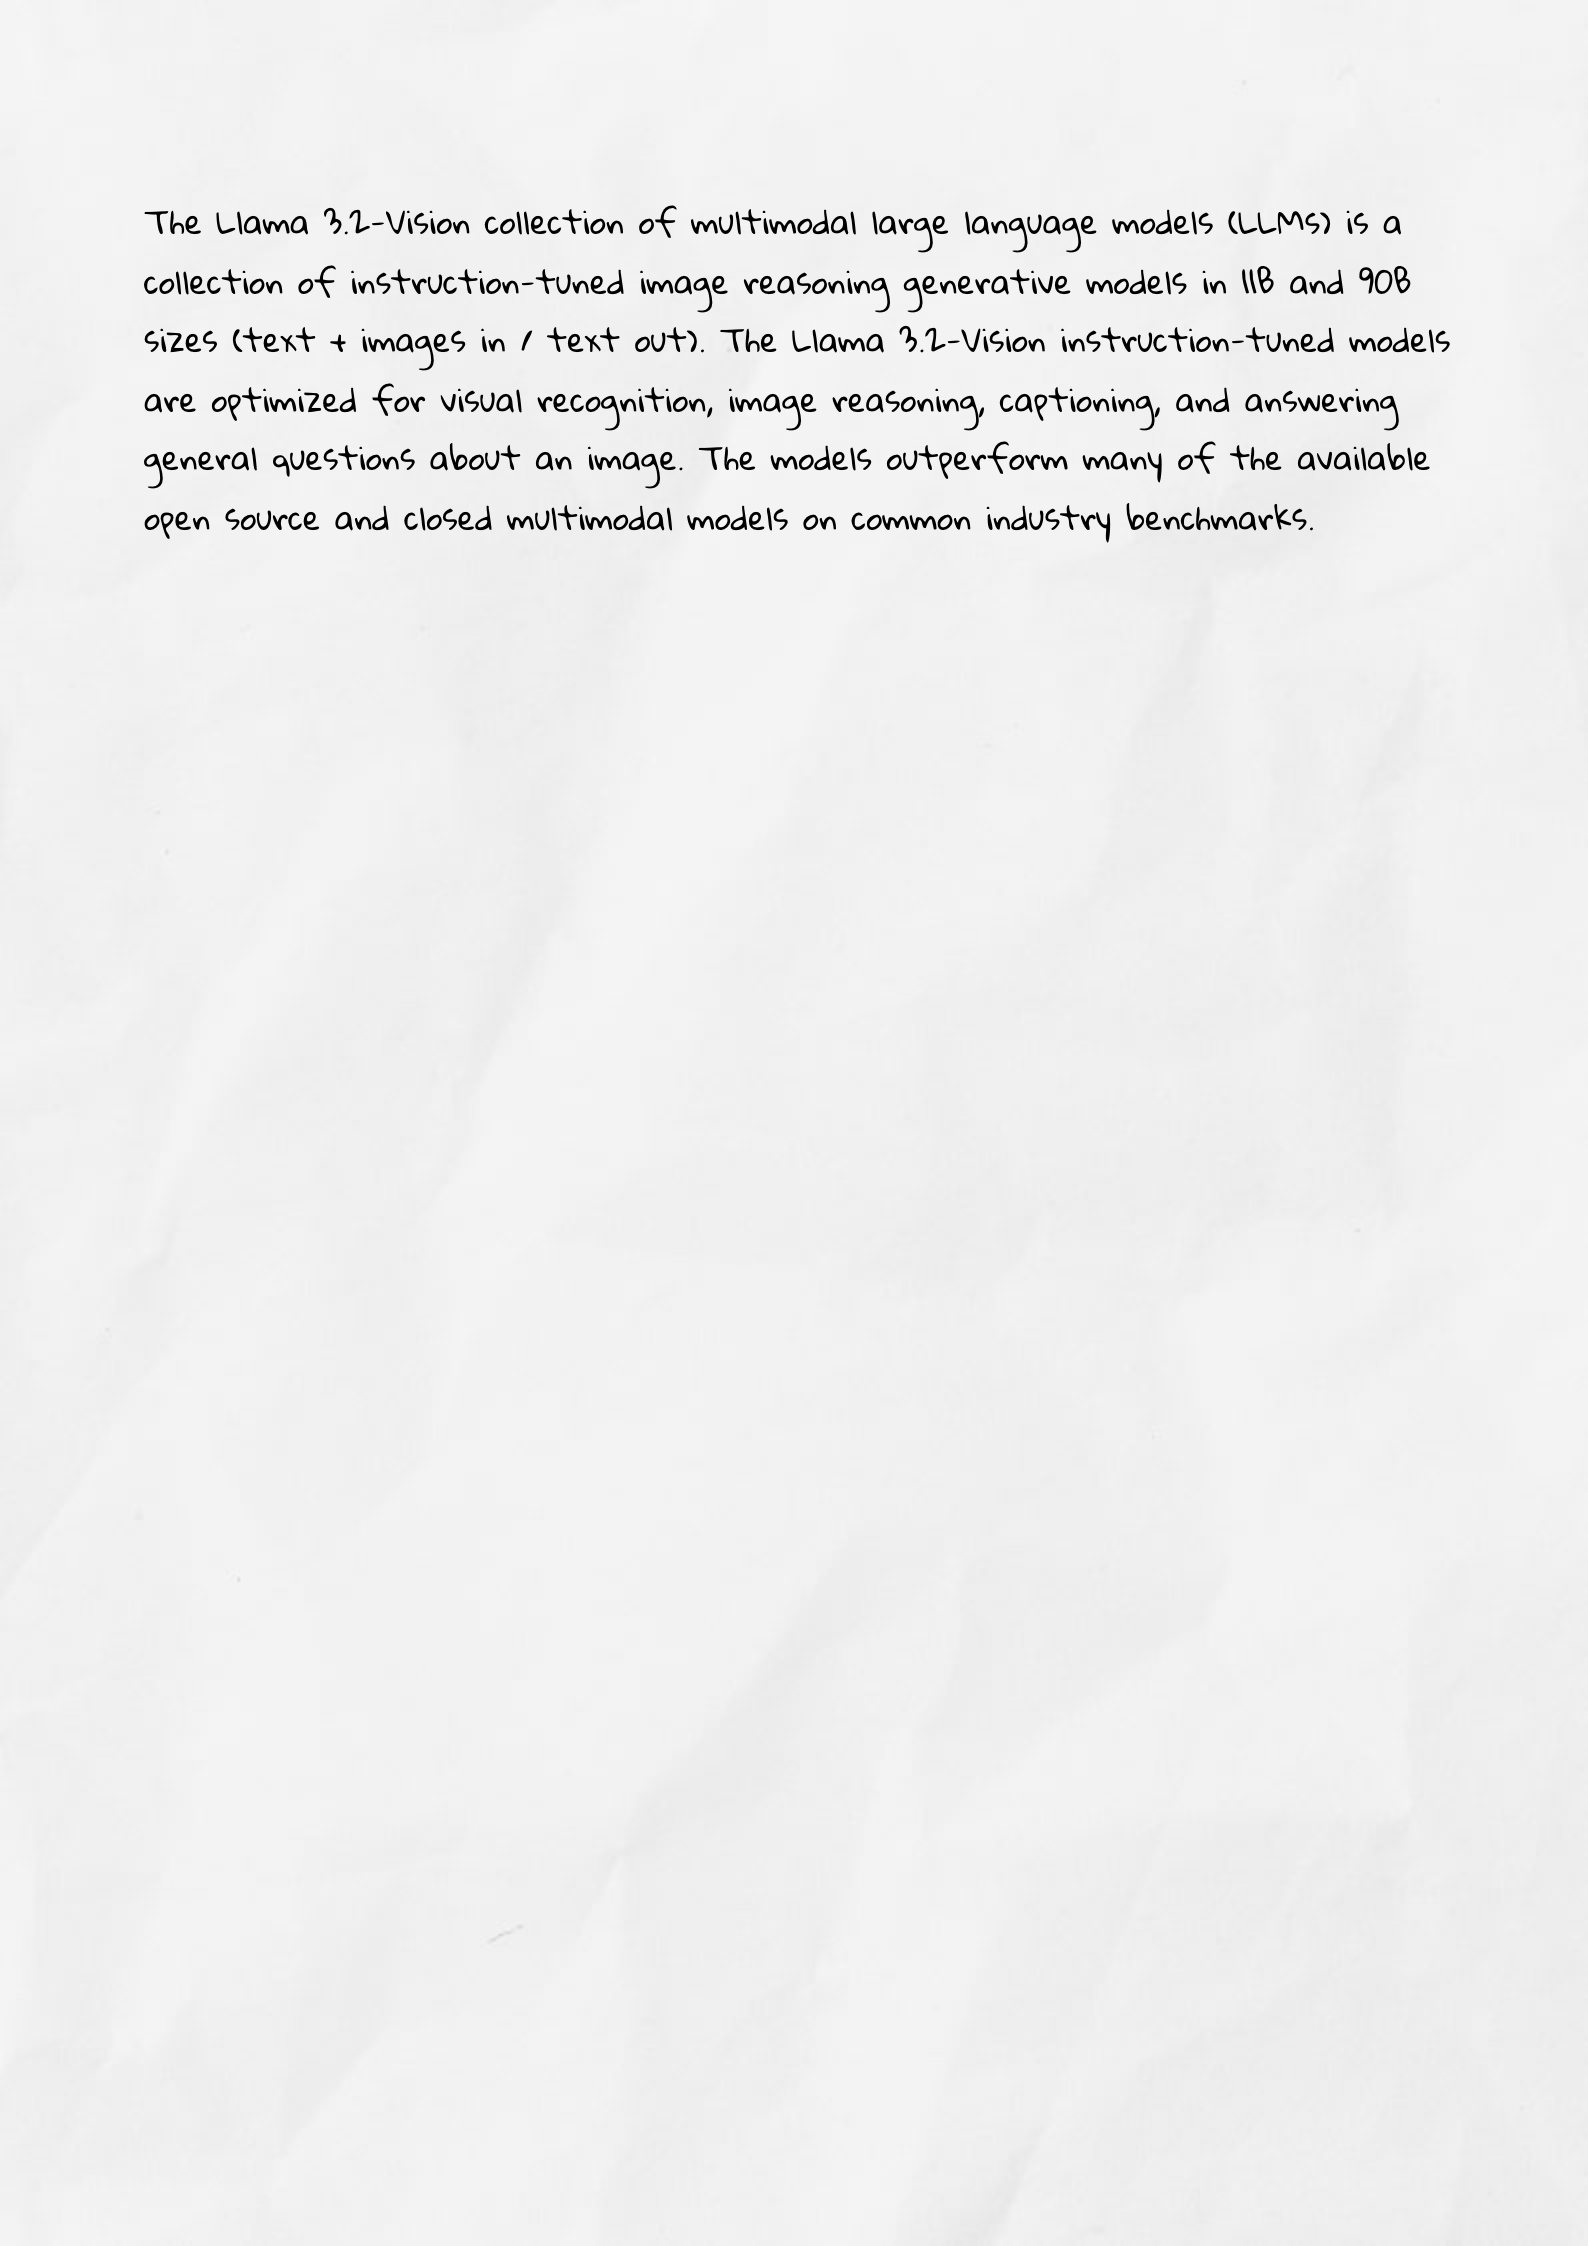 The Llama 3.2-Vision collection of multimodal large language models (LLMs) is a
collection of instruction-tuned image reasoning generative models in 11B and 90B
sizes (text + images in / text out). The Llama 3.2-Vision instruction-tuned models
are optimized for visual recognition, image reasoning, captioning, and answering
general questions about an image. The models outperform many of the available
open source and closed multimodal models on common industry benchmarks.